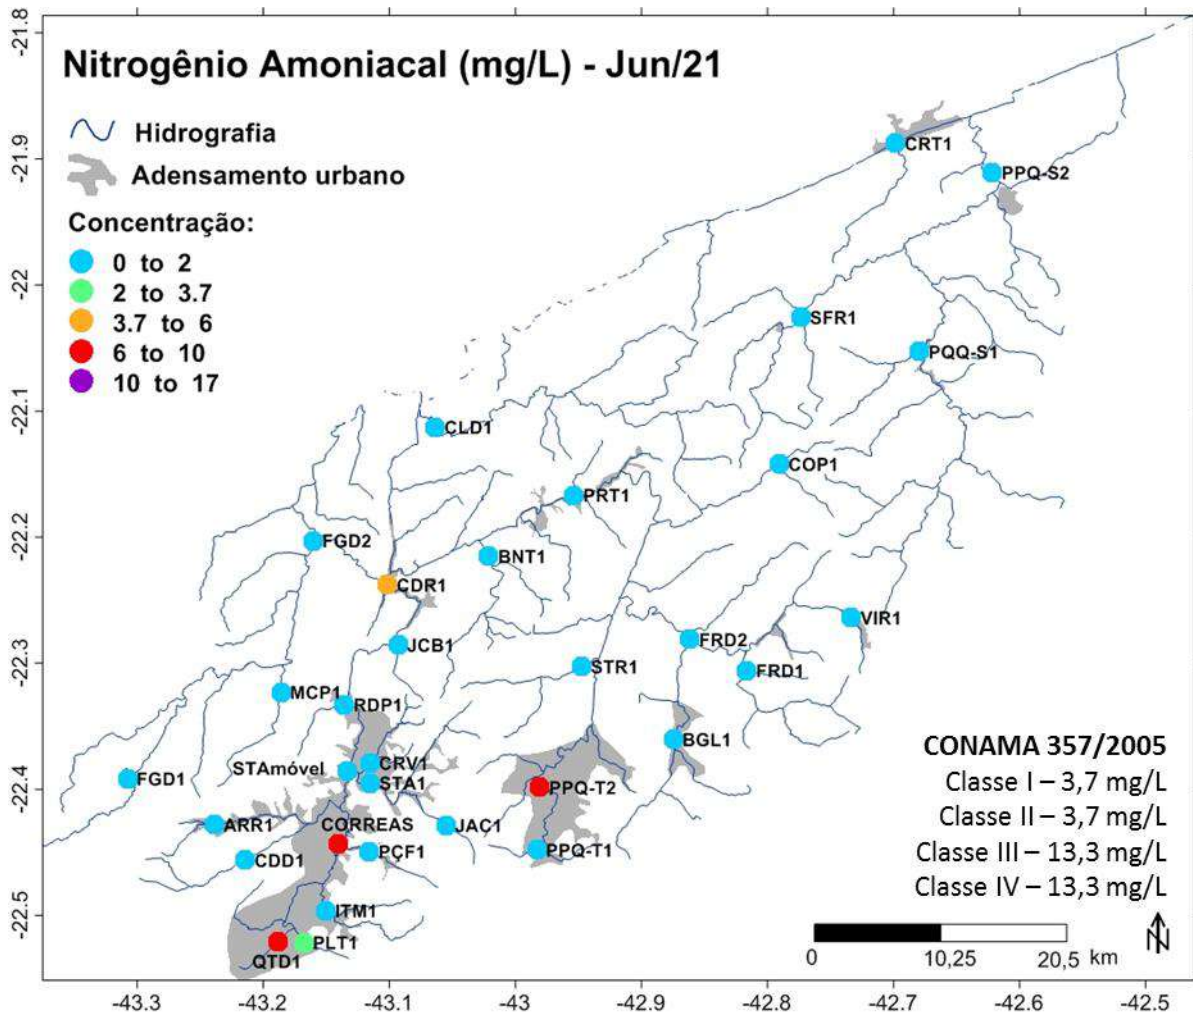 Nitrogênio Amoniacal (mg/L) - Jun/21
Hidrografia
Adensamento urbano
Concentração:
0 to 2
2 to 3.7
3.7 to 6
6 to 10
10 to 17
-21.8
-21.9
-22
-22.1
-22.2
-22.3
-22.4
-22.5
CRT1
PPQ-S2
SFR1
PQQ-S1
CLD1
COP1
PRT1
FGD2
BNT1
CDR1
VIR1
FRD2
JCB1
STR1
FRD1
MCP1
RDP1
BGL1
CRV1
STAmóvel
FGD1
STA1
PPQ-T2
ARR1
CORREAS
JAC1
PÇF1
PPQ-T1
CDD1
ITM1
PLT1
QTD1
CONAMA 357/2005
Classe I – 3,7 mg/L
Classe II – 3,7 mg/L
Classe III – 13,3 mg/L
Classe IV – 13,3 mg/L
0 10,25 20,5 km
N
-43.3 -43.2 -43.1 -43 -42.9 -42.8 -42.7 -42.6 -42.5